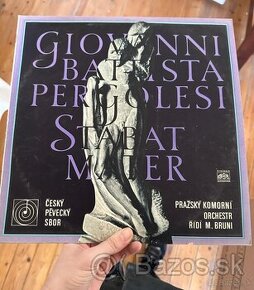 GIOVANNI
BATTISTA
PERGOLESI
STABAT
MATER
ČESKÝ
PĚVECKÝ
SBOR
PRAŽSKÝ KOMORNÍ
ORCHESTR
ŘÍDÍ M. BRUNI
Bazos.sk